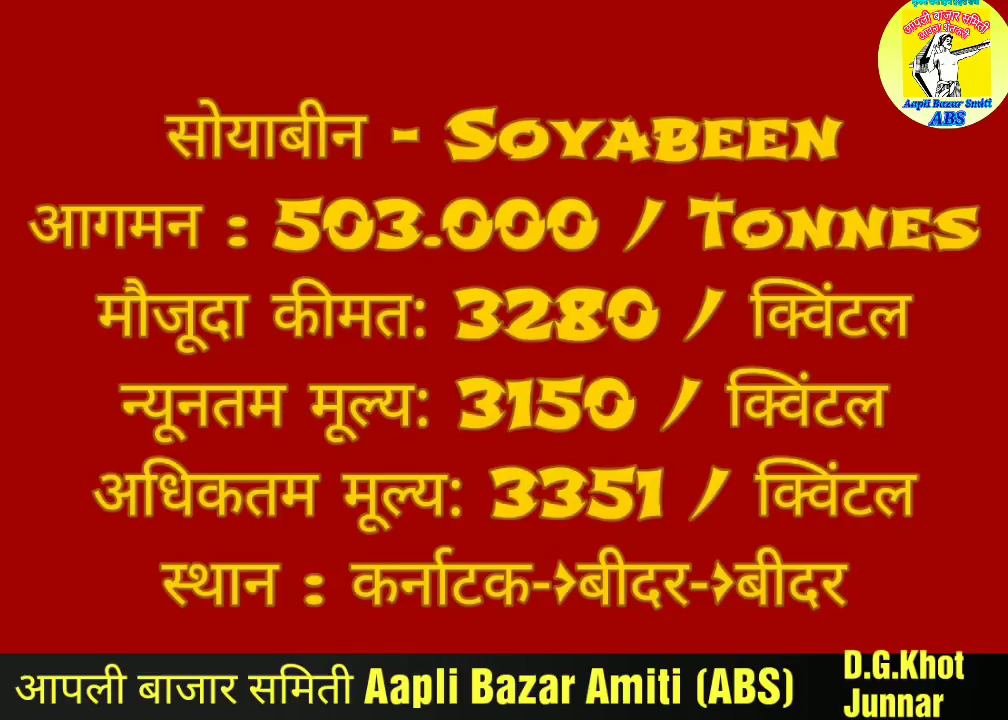 आपली बाजार समिती
Aapli Bazar Smiti
ABS
सोयाबीन - Soyabeen
आगमन : 503.000 / Tonnes
मौजूदा कीमत: 3280 / क्विंटल
न्यूनतम मूल्य: 3150 / क्विंटल
अधिकतम मूल्य: 3351 / क्विंटल
स्थान : कर्नाटक-→बीदर-→बीदर
आपली बाजार समिती Aapli Bazar Amiti (ABS)
D.G.Khot
Junnar